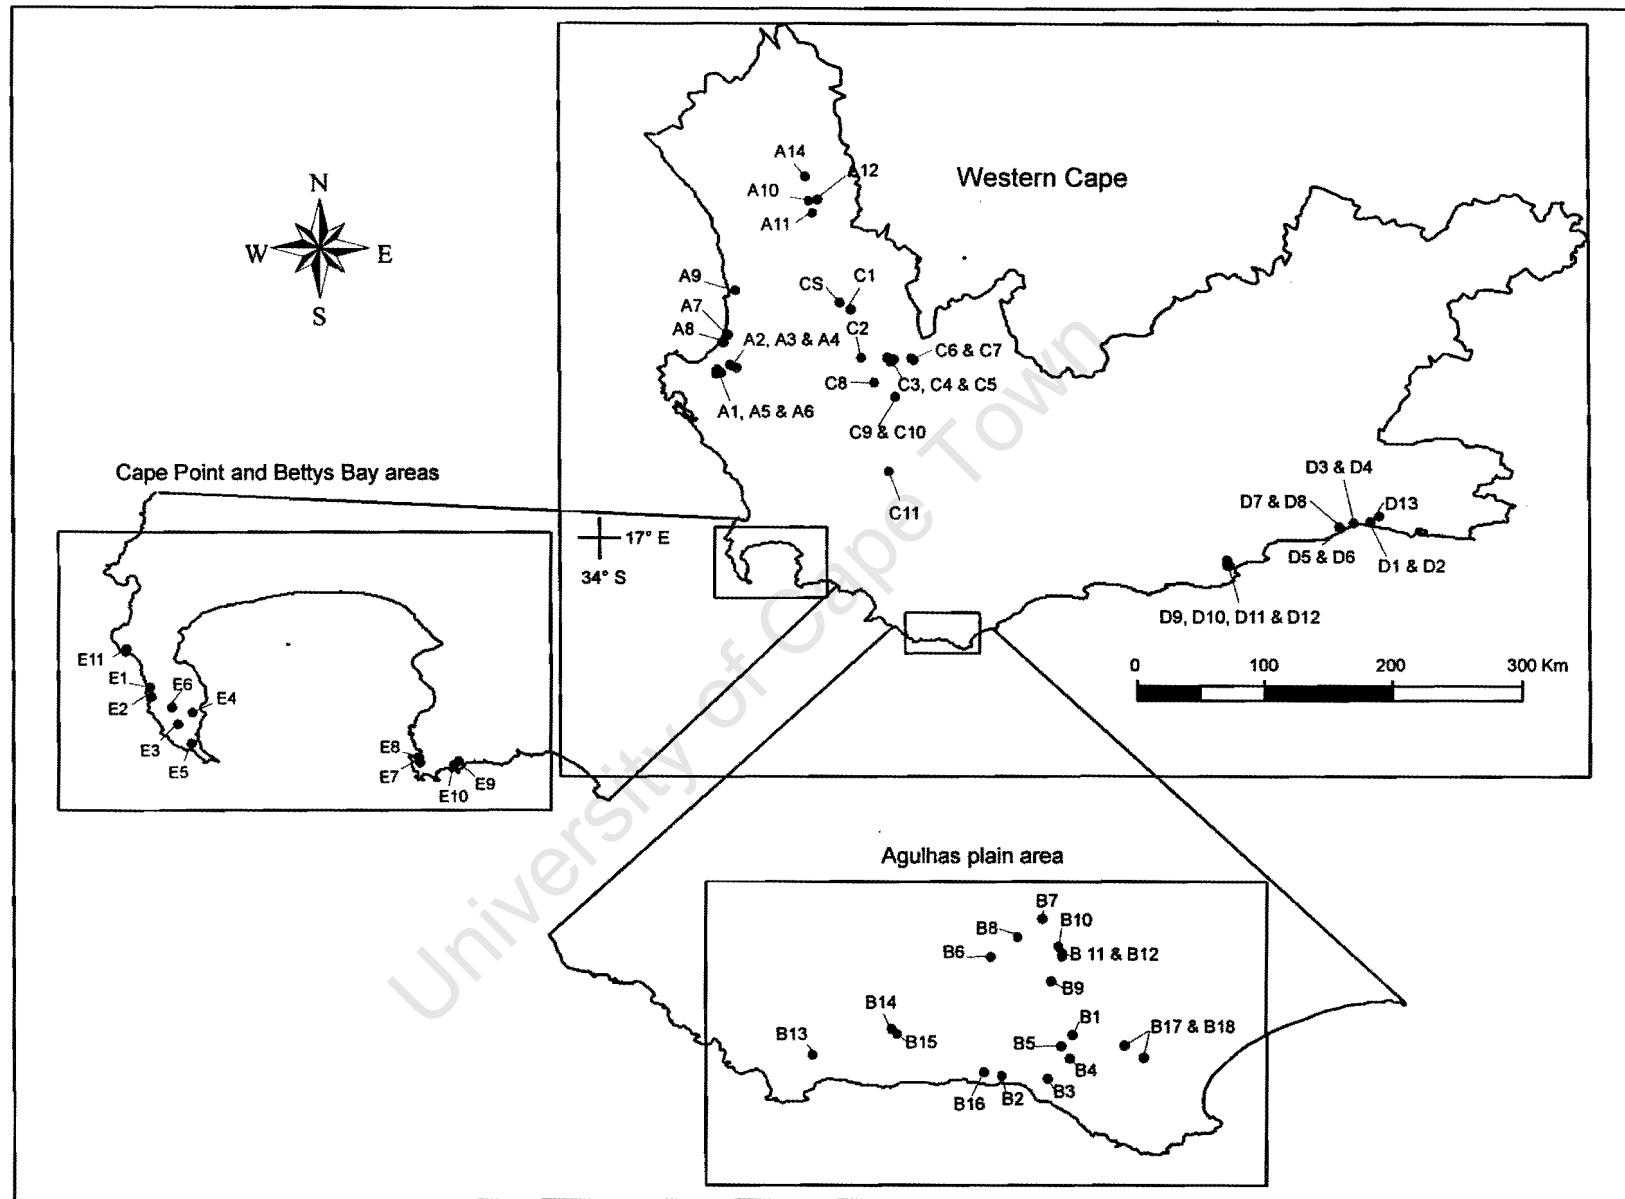 Western Cape
N
W E
S
A14
A12
A10
A11
A9
CS
C1
A7
A8
A2, A3 & A4
C2
C6 & C7
C8
C3, C4 & C5
A1, A5 & A6
C9 & C10
C11
D3 & D4
D7 & D8
D13
D5 & D6
D1 & D2
D9, D10, D11 & D12
17° E
34° S
0 100 200 300 Km
Cape Point and Bettys Bay areas
E11
E1
E6
E4
E2
E3
E5
E8
E7
E9
E10
Agulhas plain area
B7
B10
B8
B6
B 11 & B12
B9
B14
B1
B17 & B18
B13
B15
B5
B4
B3
B16
B2
University of Cape Town